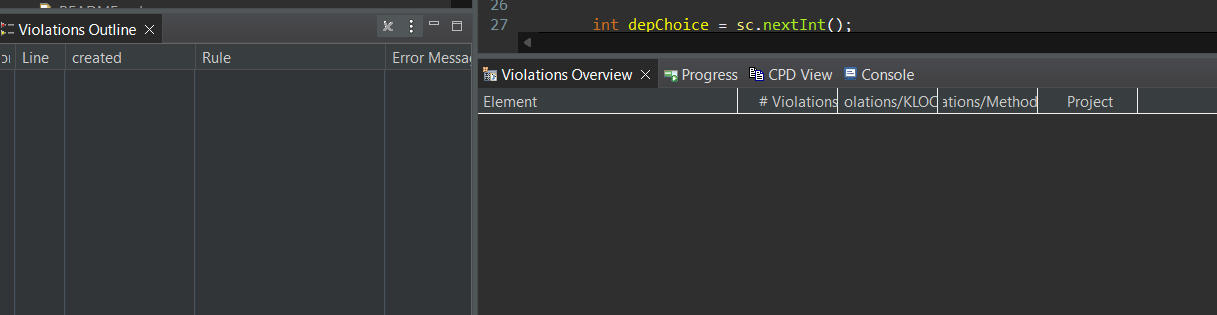 Violations Outline
Line created Rule Error Messa
26
27 int depChoice = sc.nextInt();
Violations Overview Progress CPD View Console
Element # Violations olations/KLOC ations/Method Project